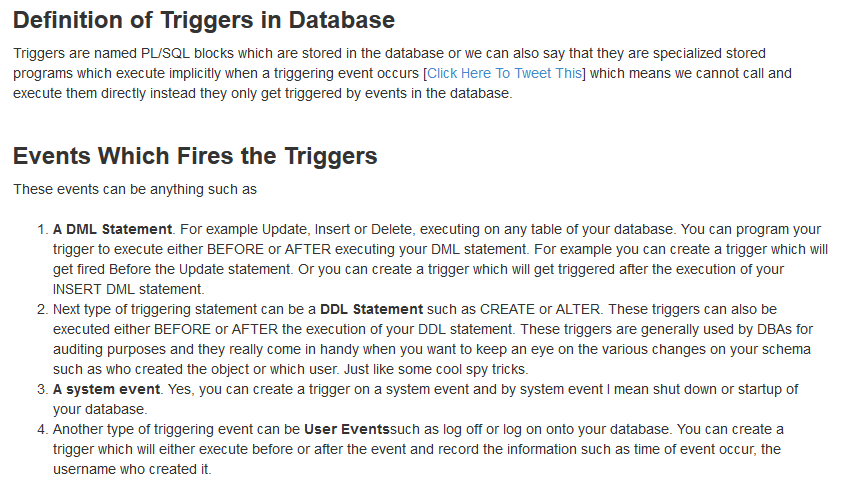 Definition of Triggers in Database
Triggers are named PL/SQL blocks which are stored in the database or we can also say that they are specialized stored
programs which execute implicitly when a triggering event occurs [Click Here To Tweet This] which means we cannot call and
execute them directly instead they only get triggered by events in the database.
Events Which Fires the Triggers
These events can be anything such as
1. A DML Statement. For example Update, Insert or Delete, executing on any table of your database. You can program your
trigger to execute either BEFORE or AFTER executing your DML statement. For example you can create a trigger which will
get fired Before the Update statement. Or you can create a trigger which will get triggered after the execution of your
INSERT DML statement.
2. Next type of triggering statement can be a DDL Statement such as CREATE or ALTER. These triggers can also be
executed either BEFORE or AFTER the execution of your DDL statement. These triggers are generally used by DBAs for
auditing purposes and they really come in handy when you want to keep an eye on the various changes on your schema
such as who created the object or which user. Just like some cool spy tricks.
3. A system event. Yes, you can create a trigger on a system event and by system event I mean shut down or startup of
your database.
4. Another type of triggering event can be User Eventssuch as log off or log on onto your database. You can create a
trigger which will either execute before or after the event and record the information such as time of event occur, the
username who created it.